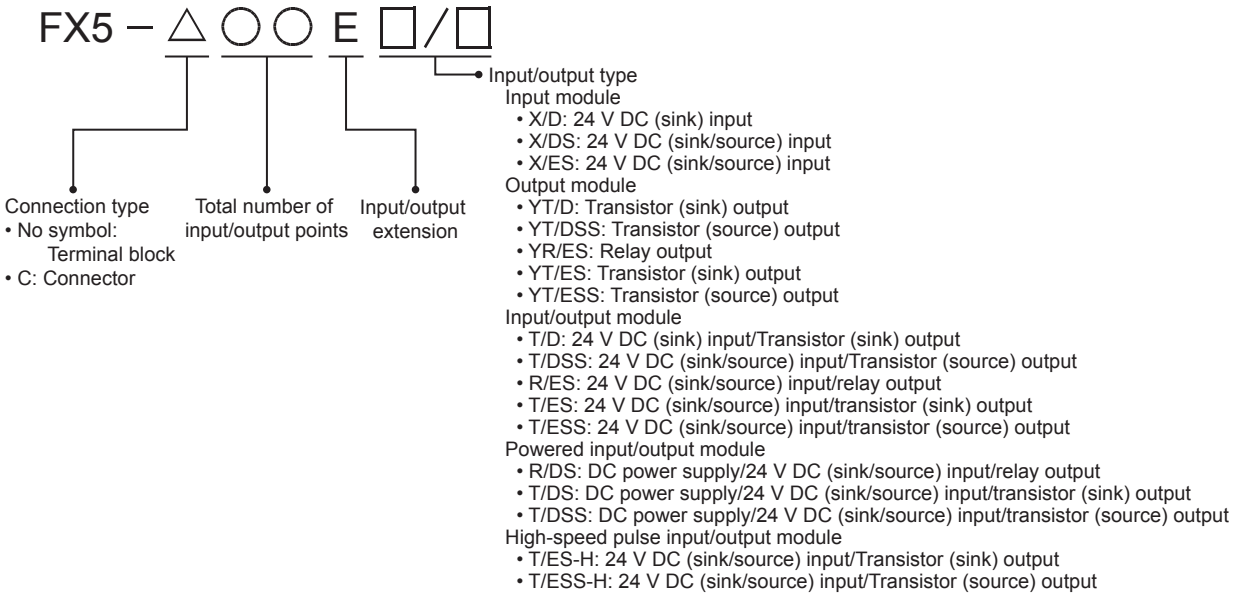 FX5 - △ ○ ○ E □/□
Input/output type
Input module
• X/D: 24 V DC (sink) input
• X/DS: 24 V DC (sink/source) input
• X/ES: 24 V DC (sink/source) input
Output module
• YT/D: Transistor (sink) output
• YT/DSS: Transistor (source) output
• YR/ES: Relay output
• YT/ES: Transistor (sink) output
• YT/ESS: Transistor (source) output
Input/output module
• T/D: 24 V DC (sink) input/Transistor (sink) output
• T/DSS: 24 V DC (sink/source) input/Transistor (source) output
• R/ES: 24 V DC (sink/source) input/relay output
• T/ES: 24 V DC (sink/source) input/transistor (sink) output
• T/ESS: 24 V DC (sink/source) input/transistor (source) output
Powered input/output module
• R/DS: DC power supply/24 V DC (sink/source) input/relay output
• T/DS: DC power supply/24 V DC (sink/source) input/transistor (sink) output
• T/DSS: DC power supply/24 V DC (sink/source) input/transistor (source) output
High-speed pulse input/output module
• T/ES-H: 24 V DC (sink/source) input/Transistor (sink) output
• T/ESS-H: 24 V DC (sink/source) input/Transistor (source) output
Input/output
extension
Total number of
input/output points
Connection type
• No symbol:
Terminal block
• C: Connector